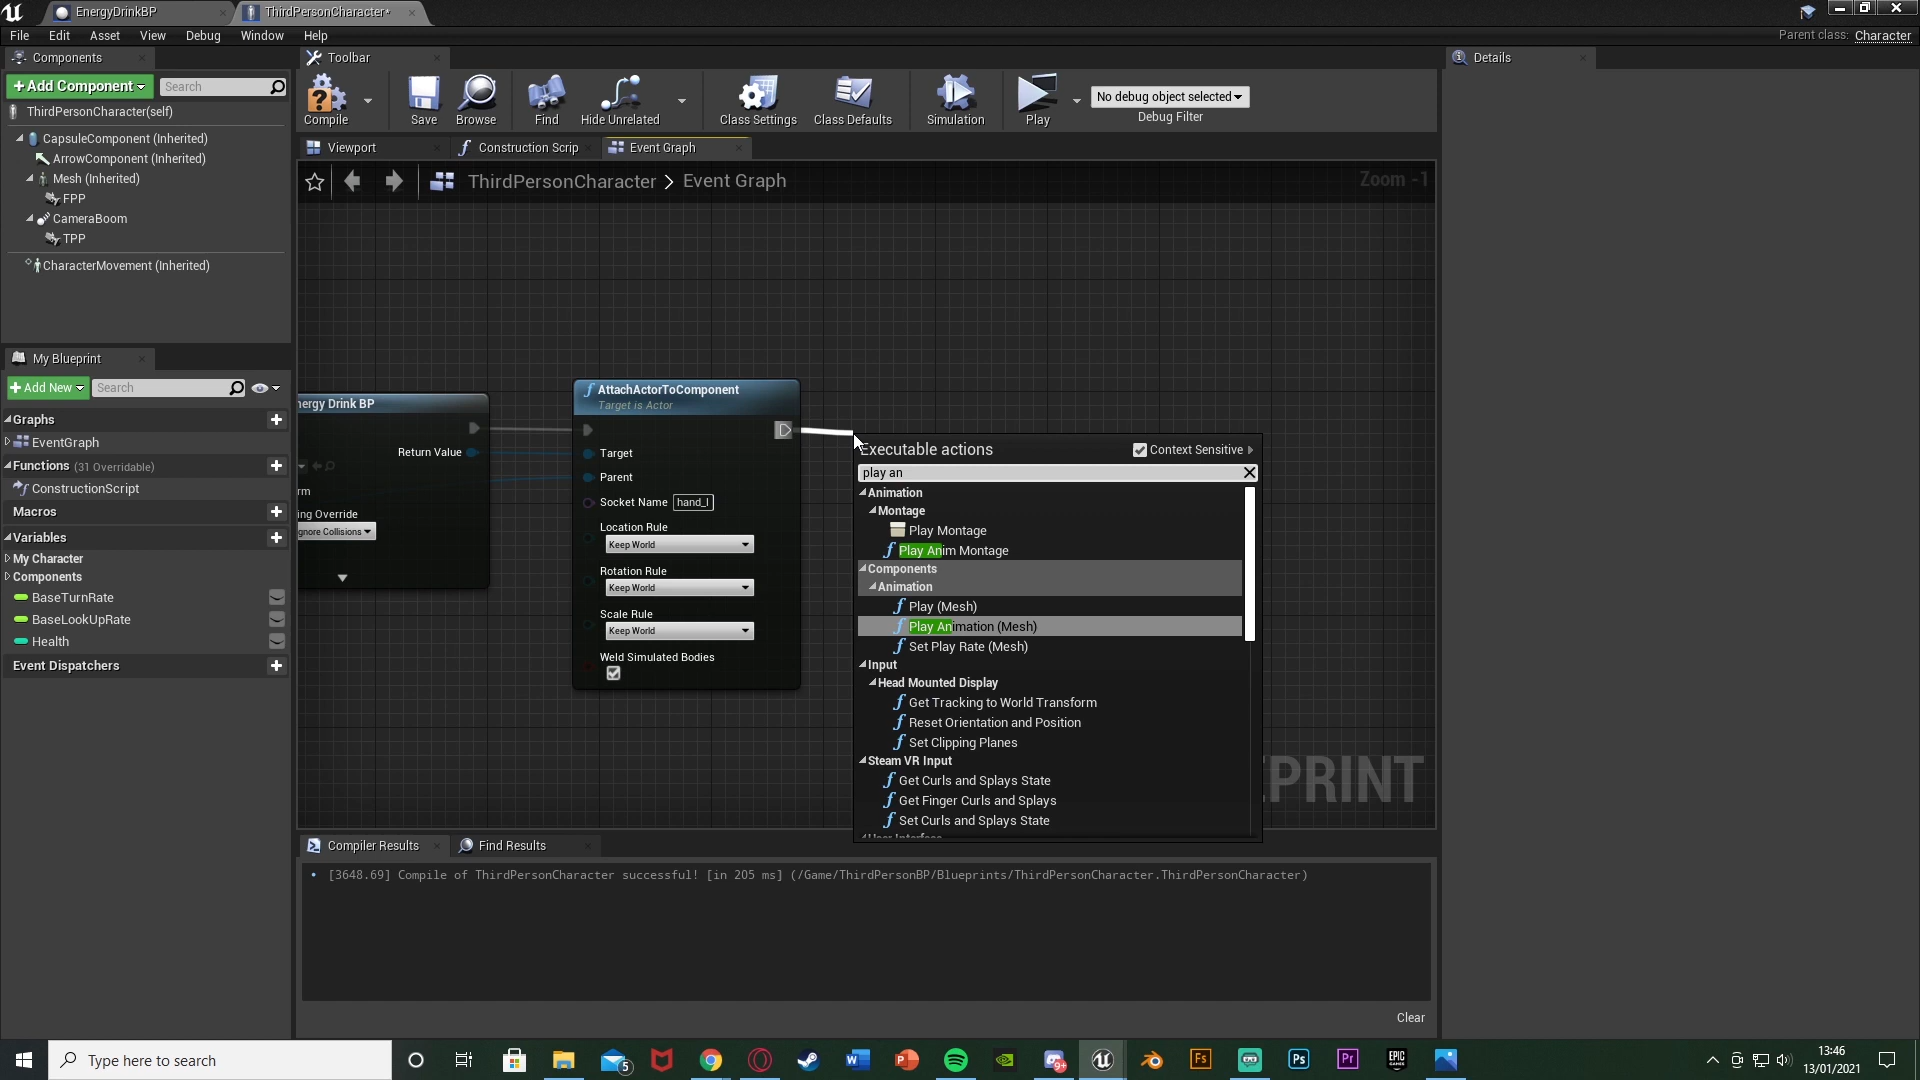 EnergyDrinkBP
ThirdPersonCharacter*
File Edit Asset View Debug Window Help
Parent class: Character
Components
Toolbar
Details
Add Component
Search
ThirdPersonCharacter(self)
CapsuleComponent (Inherited)
ArrowComponent (Inherited)
Mesh (Inherited)
FPP
CameraBoom
TPP
CharacterMovement (Inherited)
Compile
Save
Browse
Find
Hide Unrelated
Class Settings
Class Defaults
Simulation
Play
No debug object selected
Debug Filter
Viewport
Construction Scrip
Event Graph
ThirdPersonCharacter > Event Graph
Zoom -1
My Blueprint
Add New
Search
Graphs
EventGraph
Functions (31 Overridable)
ConstructionScript
Macros
Variables
My Character
Components
BaseTurnRate
BaseLookUpRate
Health
Event Dispatchers
nergy Drink BP
Return Value
rm
ing Override
gnore Collisions
AttachActorToComponent
Target is Actor
Target
Parent
Socket Name hand_l
Location Rule
Keep World
Rotation Rule
Keep World
Scale Rule
Keep World
Weld Simulated Bodies
Executable actions
Context Sensitive
play an
Animation
Montage
Play Montage
Play Anim Montage
Components
Animation
Play (Mesh)
Play Animation (Mesh)
Set Play Rate (Mesh)
Input
Head Mounted Display
Get Tracking to World Transform
Reset Orientation and Position
Set Clipping Planes
Steam VR Input
Get Curls and Splays State
Get Finger Curls and Splays
Set Curls and Splays State
User Interface
EPRINT
Compiler Results
Find Results
[3648.69] Compile of ThirdPersonCharacter successful! [in 205 ms] (/Game/ThirdPersonBP/Blueprints/ThirdPersonCharacter.ThirdPersonCharacter)
Clear
Type here to search
5
W
P
9+
Fs
Ps
Pr
EPIC
GAMES
13:46
13/01/2021